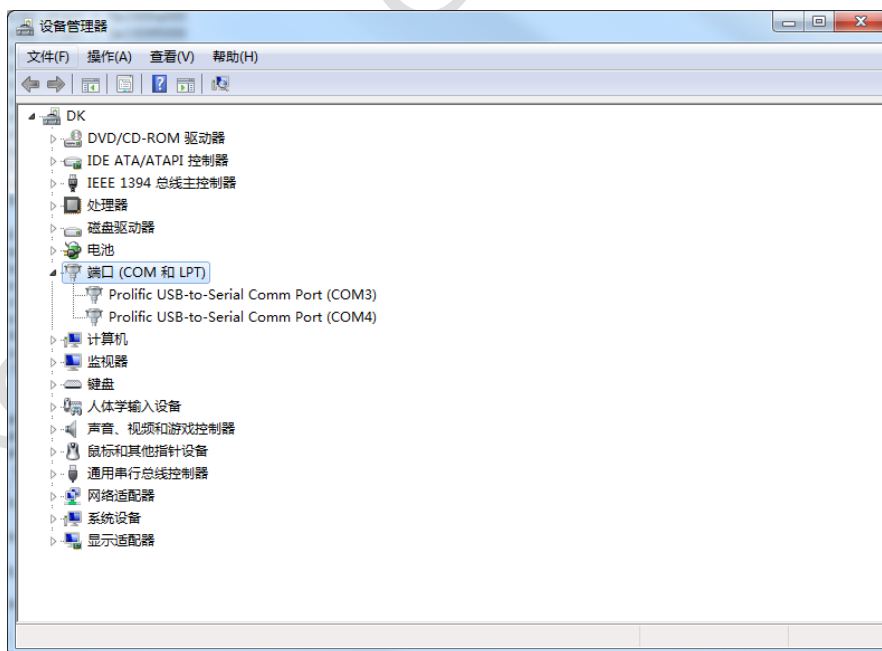 设备管理器
文件(F) 操作(A) 查看(V) 帮助(H)
DK
DVD/CD-ROM 驱动器
IDE ATA/ATAPI 控制器
IEEE 1394 总线主控制器
处理器
磁盘驱动器
电池
端口 (COM 和 LPT)
Prolific USB-to-Serial Comm Port (COM3)
Prolific USB-to-Serial Comm Port (COM4)
计算机
监视器
键盘
人体学输入设备
声音、视频和游戏控制器
鼠标和其他指针设备
通用串行总线控制器
网络适配器
系统设备
显示适配器